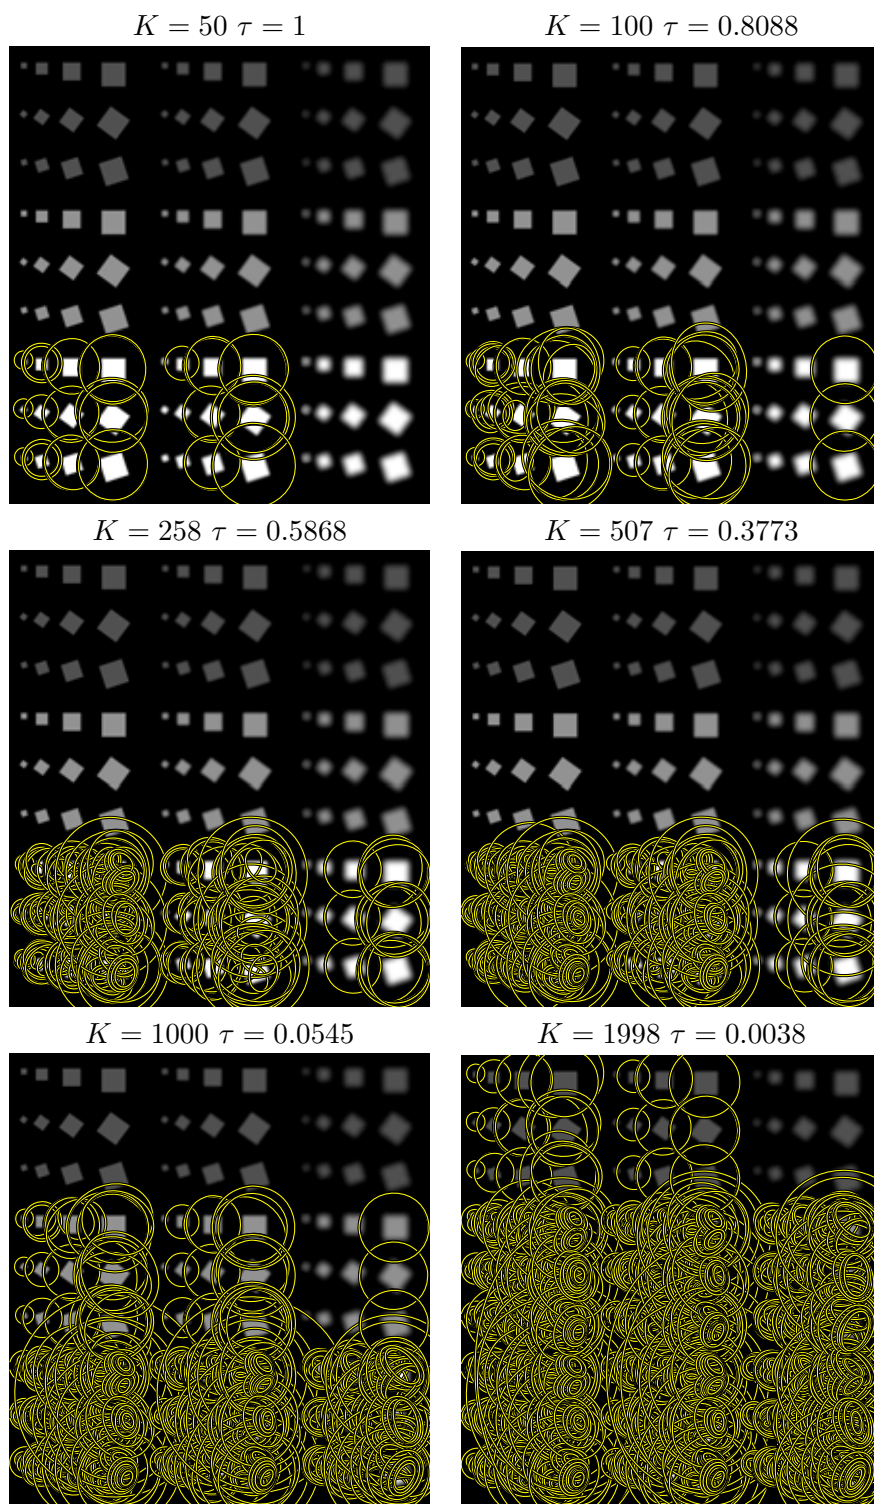 K = 50 τ = 1
K = 100 τ = 0.8088
K = 258 τ = 0.5868
K = 507 τ = 0.3773
K = 1000 τ = 0.0545
K = 1998 τ = 0.0038